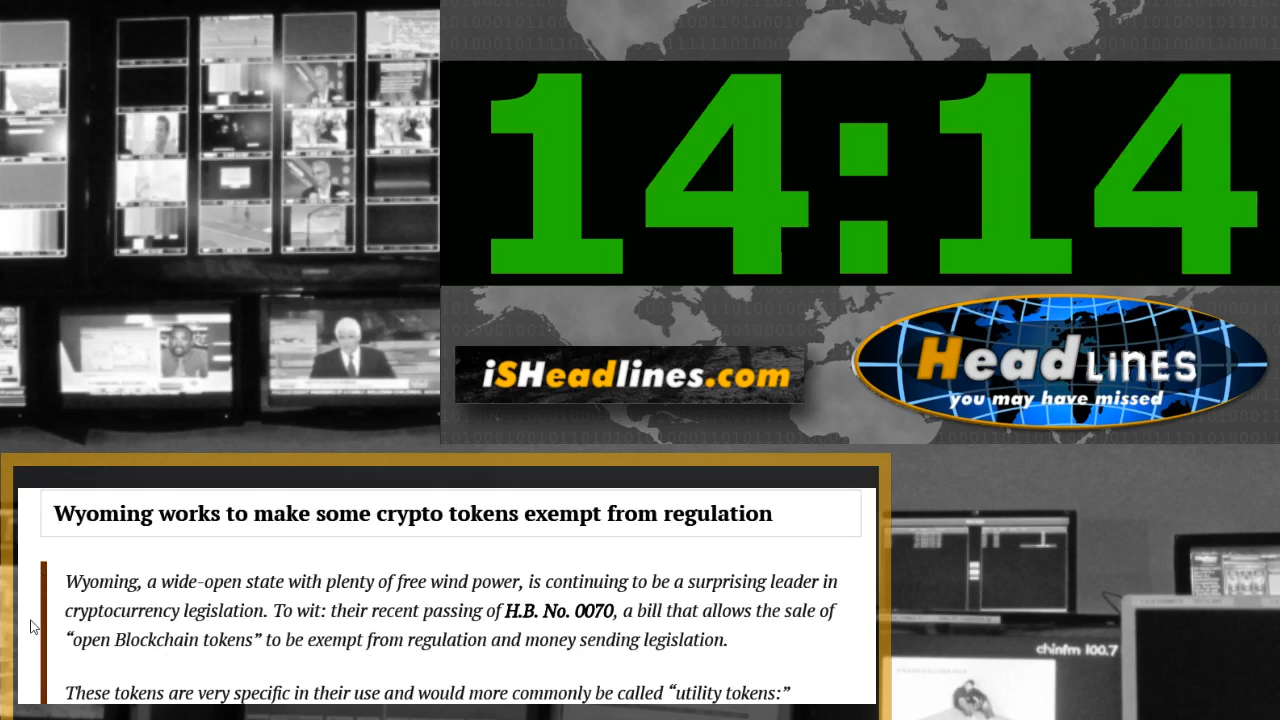 14:14
iSHeadlines.com
HeadLINES
you may have missed
Wyoming works to make some crypto tokens exempt from regulation
Wyoming, a wide-open state with plenty of free wind power, is continuing to be a surprising leader in
cryptocurrency legislation. To wit: their recent passing of H.B. No. 0070, a bill that allows the sale of
“open Blockchain tokens” to be exempt from regulation and money sending legislation.
chinfm 100.7
These tokens are very specific in their use and would more commonly be called “utility tokens:”